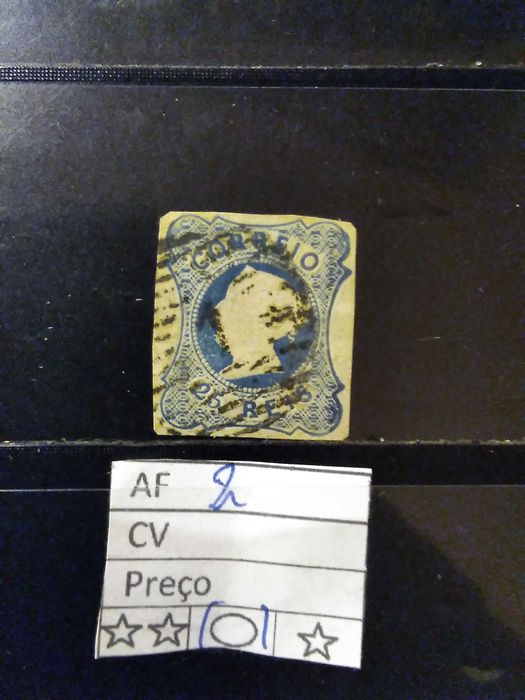 CORREIO
25 REIS
AF 2
CV
Preço